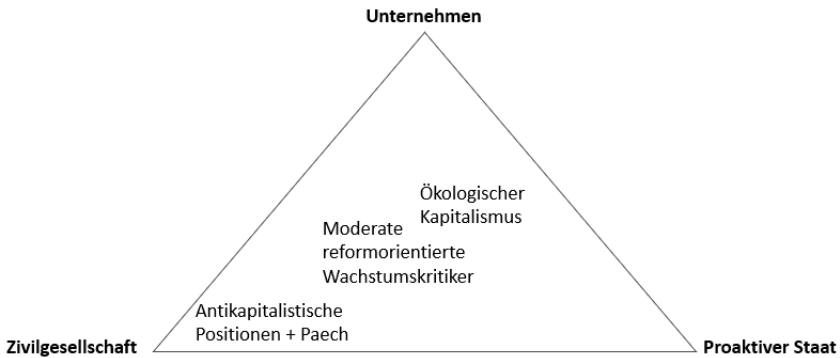 Unternehmen
Ökologischer
Kapitalismus
Moderate
reformorientierte
Wachstumskritiker
Antikapitalistische
Positionen + Paech
Zivilgesellschaft
Proaktiver Staat